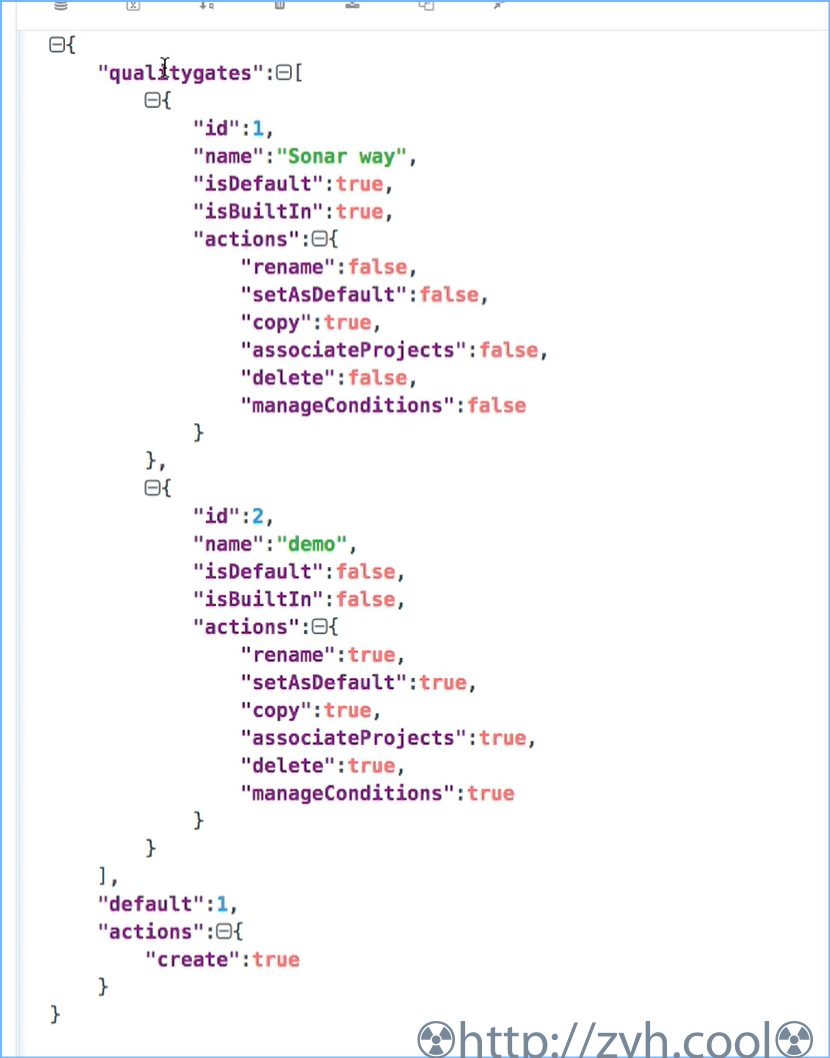 {
"qualitygates":[
{
"id":1,
"name":"Sonar way",
"isDefault":true,
"isBuiltIn":true,
"actions":{
"rename":false,
"setAsDefault":false,
"copy":true,
"associateProjects":false,
"delete":false,
"manageConditions":false
}
},
{
"id":2,
"name":"demo",
"isDefault":false,
"isBuiltIn":false,
"actions":{
"rename":true,
"setAsDefault":true,
"copy":true,
"associateProjects":true,
"delete":true,
"manageConditions":true
}
}
],
"default":1,
"actions":{
"create":true
}
}
☢http://zyh.cool☢